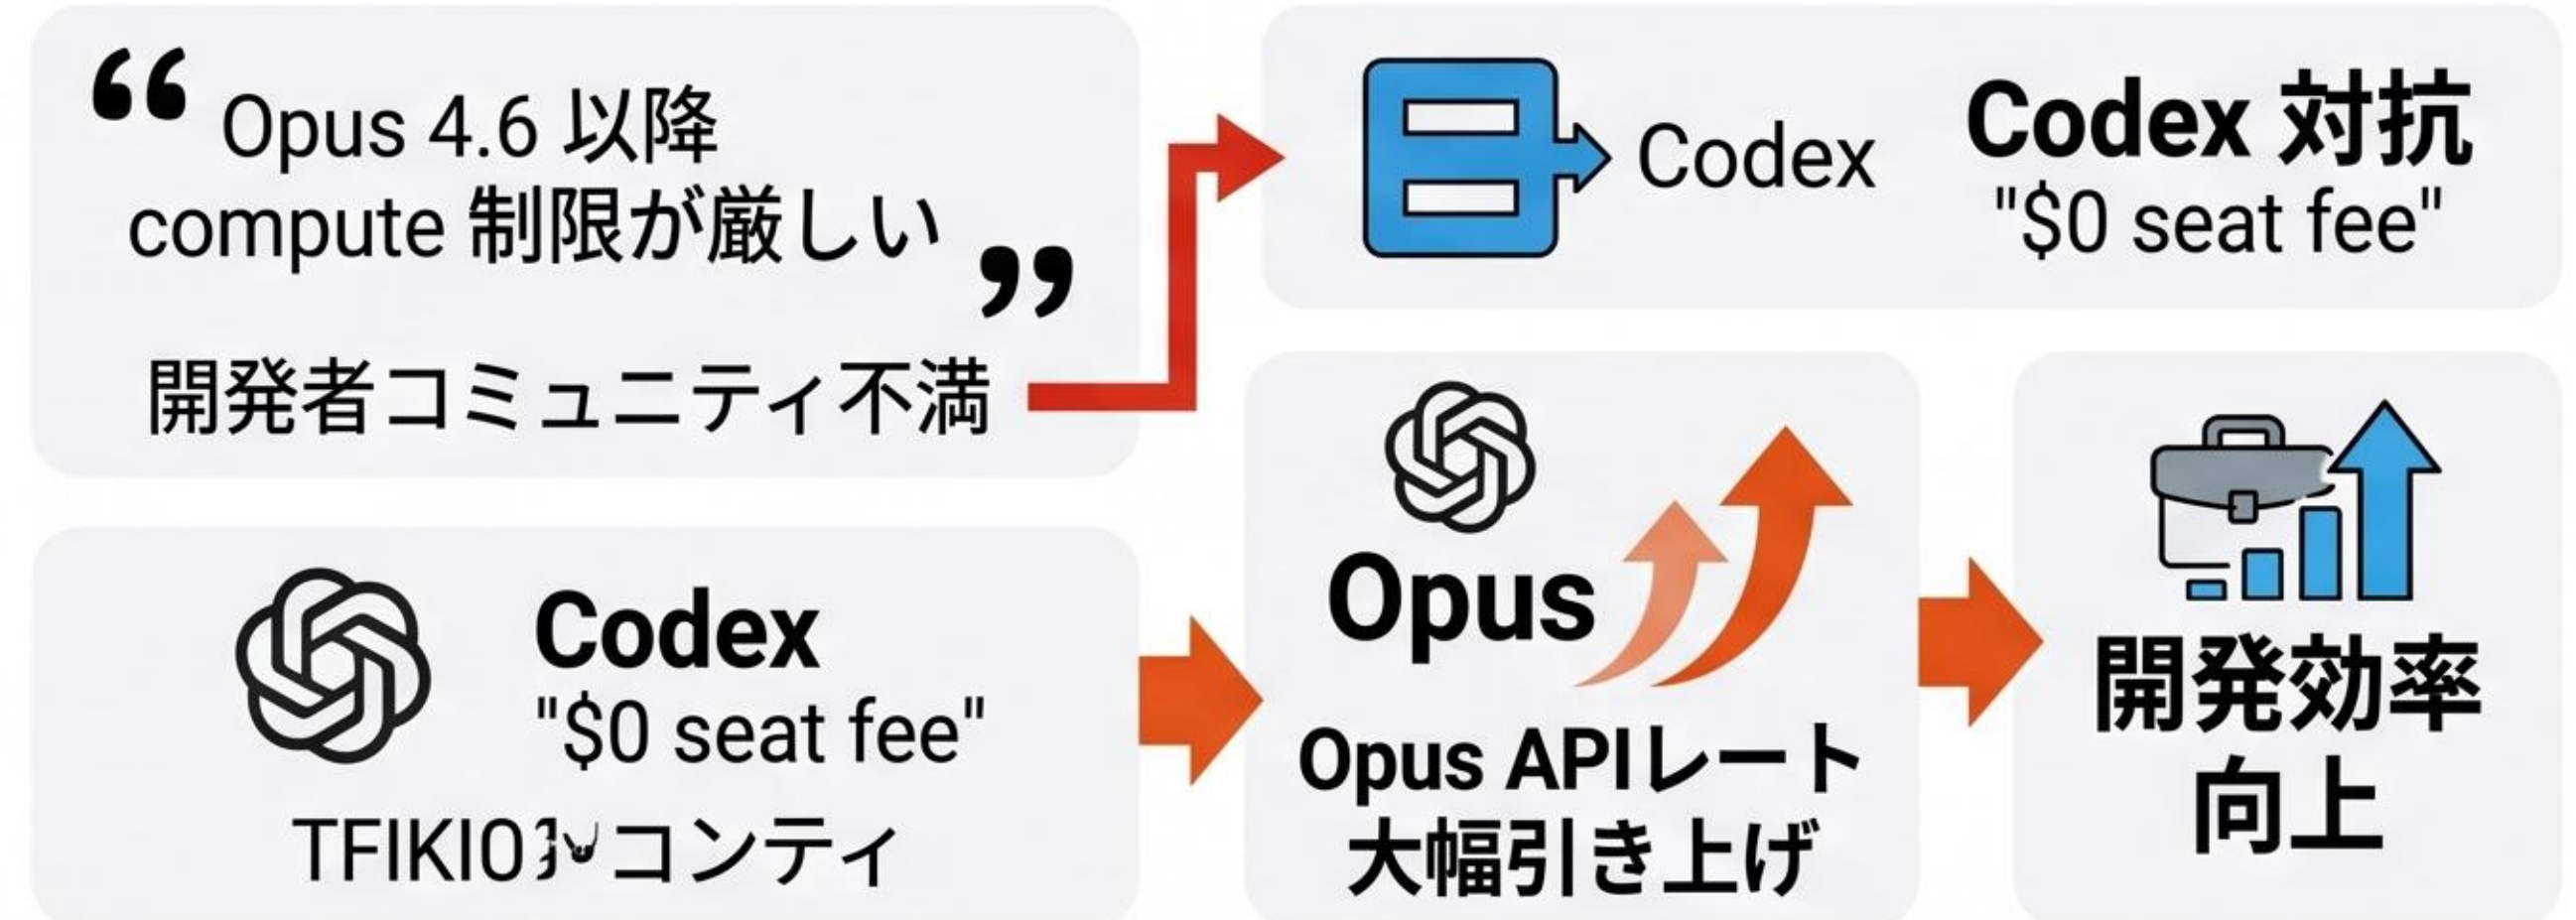 “ Opus 4.6 以降
compute 制限が厳しい ”
開発者コミュニティ不満
Codex
Codex 対抗
"$0 seat fee"
Codex
"$0 seat fee"
TFIKIO コンティ
Opus
Opus APIレート
大幅引き上げ
開発効率
向上